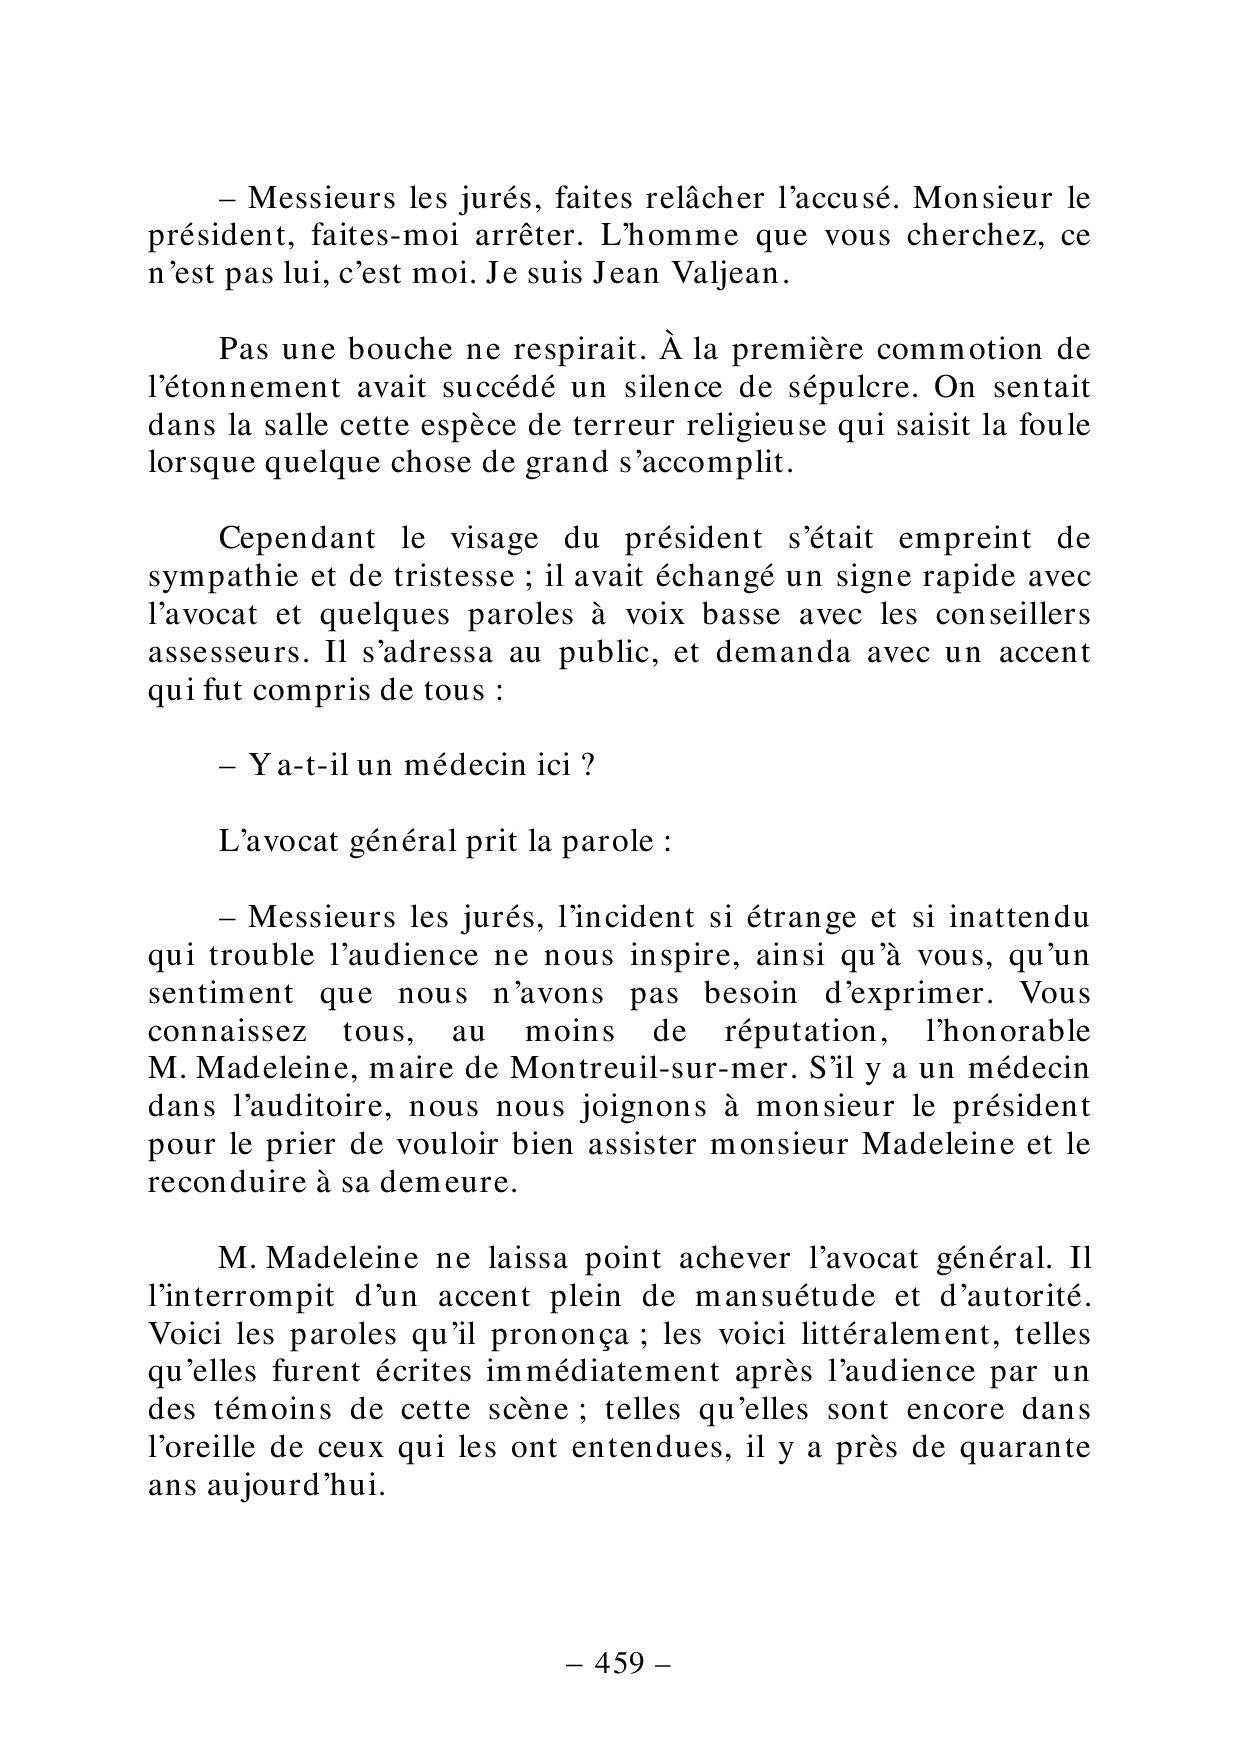 – Messieurs les jurés, faites relâcher l’accusé. Monsieur le
président, faites-moi arrêter. L’homme que vous cherchez, ce
n’est pas lui, c’est moi. Je suis Jean Valjean.
Pas une bouche ne respirait. À la première commotion de
l’étonnement avait succédé un silence de sépulcre. On sentait
dans la salle cette espèce de terreur religieuse qui saisit la foule
lorsque quelque chose de grand s’accomplit.
Cependant le visage du président s’était empreint de
sympathie et de tristesse ; il avait échangé un signe rapide avec
l’avocat et quelques paroles à voix basse avec les conseillers
assesseurs. Il s’adressa au public, et demanda avec un accent
qui fut compris de tous :
– Y a-t-il un médecin ici ?
L’avocat général prit la parole :
– Messieurs les jurés, l’incident si étrange et si inattendu
qui trouble l’audience ne nous inspire, ainsi qu’à vous, qu’un
sentiment que nous n’avons pas besoin d’exprimer. Vous
connaissez tous, au moins de réputation, l’honorable
M. Madeleine, maire de Montreuil-sur-mer. S’il y a un médecin
dans l’auditoire, nous nous joignons à monsieur le président
pour le prier de vouloir bien assister monsieur Madeleine et le
reconduire à sa demeure.
M. Madeleine ne laissa point achever l’avocat général. Il
l’interrompit d’un accent plein de mansuétude et d’autorité.
Voici les paroles qu’il prononça ; les voici littéralement, telles
qu’elles furent écrites immédiatement après l’audience par un
des témoins de cette scène ; telles qu’elles sont encore dans
l’oreille de ceux qui les ont entendues, il y a près de quarante
ans aujourd’hui.
– 459 –